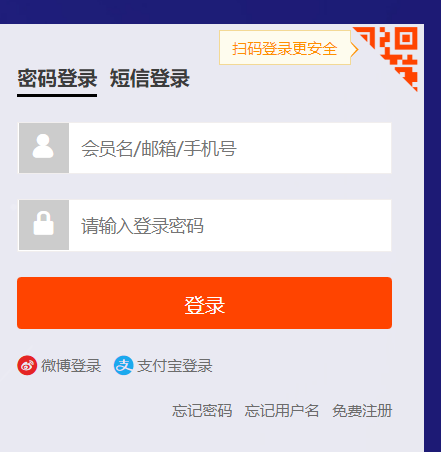 扫码登录更安全
密码登录 短信登录
会员名/邮箱/手机号
请输入登录密码
登录
微博登录 支付宝登录
忘记密码 忘记用户名 免费注册